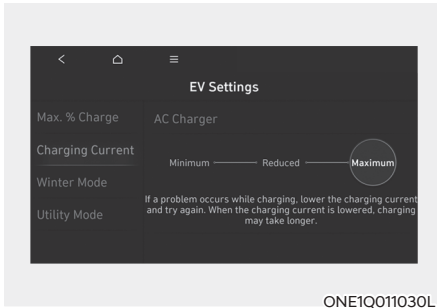 EV Settings
Max. % Charge
AC Charger
Charging Current
Minimum
Reduced
Maximum
Winter Mode
If a problem occurs while charging, lower the charging current
and try again. When the charging current is lowered, charging
may take longer.
Utility Mode
ONE1Q011030L